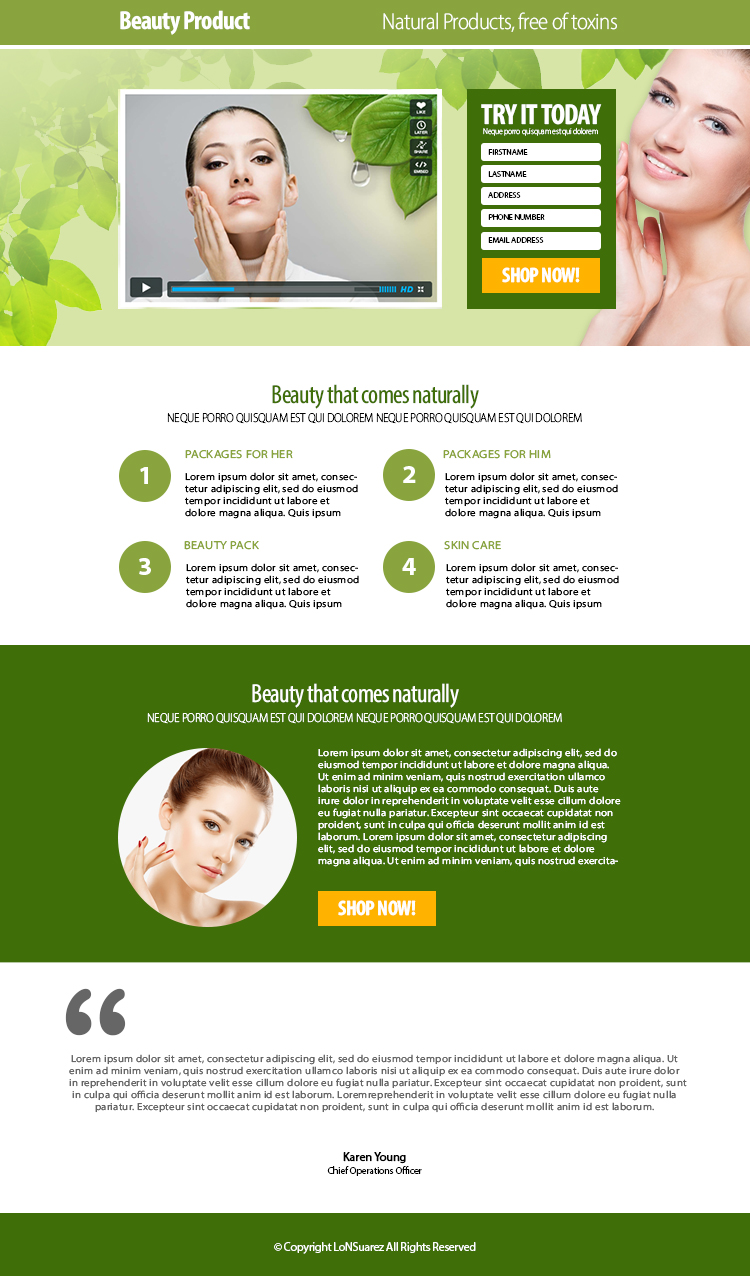 Beauty Product
Natural Products, free of toxins
LIKE
LATER
SHARE
EMBED
HD
TRY IT TODAY
Neque porro quisquam est qui dolorem
FIRSTNAME
LASTNAME
ADDRESS
PHONE NUMBER
EMAIL ADDRESS
SHOP NOW!
Beauty that comes naturally
NEQUE PORRO QUISQUAM EST QUI DOLOREM NEQUE PORRO QUISQUAM EST QUI DOLOREM
1
PACKAGES FOR HER
Lorem ipsum dolor sit amet, consec-
tetur adipiscing elit, sed do eiusmod
tempor incididunt ut labore et
dolore magna aliqua. Quis ipsum
2
PACKAGES FOR HIM
Lorem ipsum dolor sit amet, consec-
tetur adipiscing elit, sed do eiusmod
tempor incididunt ut labore et
dolore magna aliqua. Quis ipsum
3
BEAUTY PACK
Lorem ipsum dolor sit amet, consec-
tetur adipiscing elit, sed do eiusmod
tempor incididunt ut labore et
dolore magna aliqua. Quis ipsum
4
SKIN CARE
Lorem ipsum dolor sit amet, consec-
tetur adipiscing elit, sed do eiusmod
tempor incididunt ut labore et
dolore magna aliqua. Quis ipsum
Beauty that comes naturally
NEQUE PORRO QUISQUAM EST QUI DOLOREM NEQUE PORRO QUISQUAM EST QUI DOLOREM
Lorem ipsum dolor sit amet, consectetur adipiscing elit, sed do
eiusmod tempor incididunt ut labore et dolore magna aliqua.
Ut enim ad minim veniam, quis nostrud exercitation ullamco
laboris nisi ut aliquip ex ea commodo consequat. Duis aute
irure dolor in reprehenderit in voluptate velit esse cillum dolore
eu fugiat nulla pariatur. Excepteur sint occaecat cupidatat non
proident, sunt in culpa qui officia deserunt mollit anim id est
laborum. Lorem ipsum dolor sit amet, consectetur adipiscing
elit, sed do eiusmod tempor incididunt ut labore et dolore
magna aliqua. Ut enim ad minim veniam, quis nostrud exercita-
SHOP NOW!
“
Lorem ipsum dolor sit amet, consectetur adipiscing elit, sed do eiusmod tempor incididunt ut labore et dolore magna aliqua. Ut
enim ad minim veniam, quis nostrud exercitation ullamco laboris nisi ut aliquip ex ea commodo consequat. Duis aute irure dolor
in reprehenderit in voluptate velit esse cillum dolore eu fugiat nulla pariatur. Excepteur sint occaecat cupidatat non proident, sunt
in culpa qui officia deserunt mollit anim id est laborum. Loremreprehenderit in voluptate velit esse cillum dolore eu fugiat nulla
pariatur. Excepteur sint occaecat cupidatat non proident, sunt in culpa qui officia deserunt mollit anim id est laborum.
Karen Young
Chief Operations Officer
© Copyright LoNSuarez All Rights Reserved